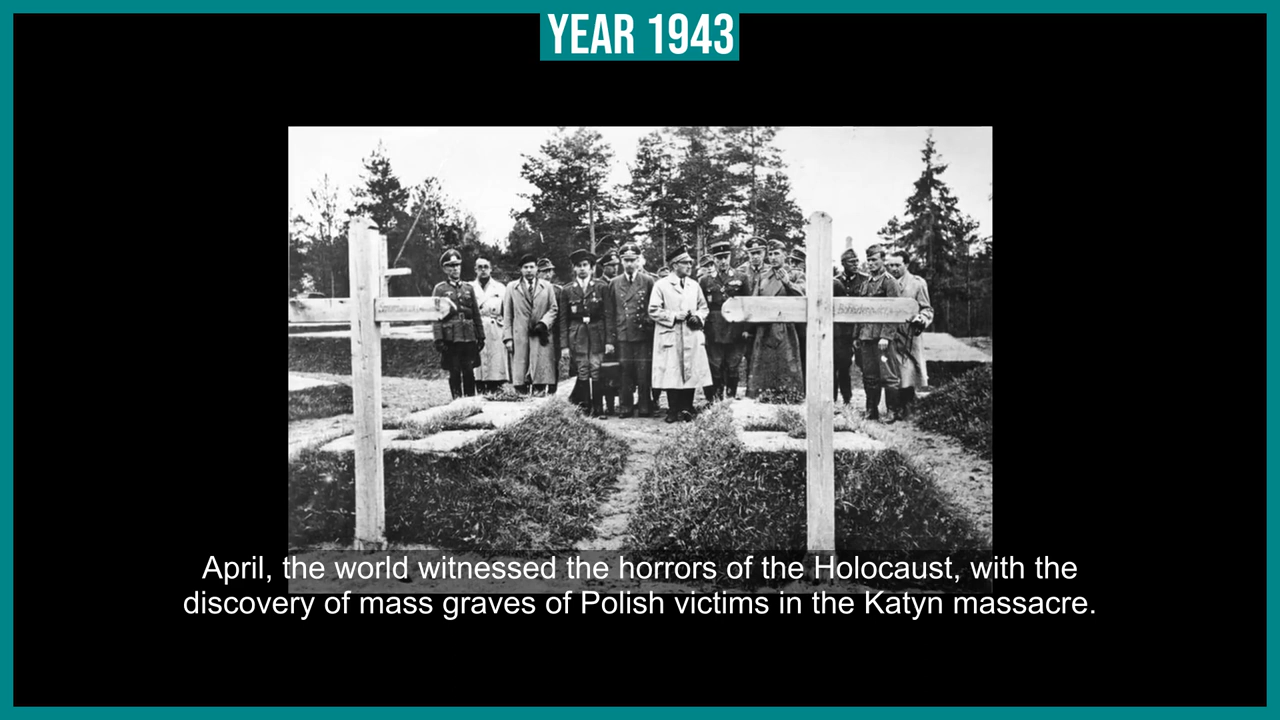 YEAR 1943
April, the world witnessed the horrors of the Holocaust, with the
discovery of mass graves of Polish victims in the Katyn massacre.